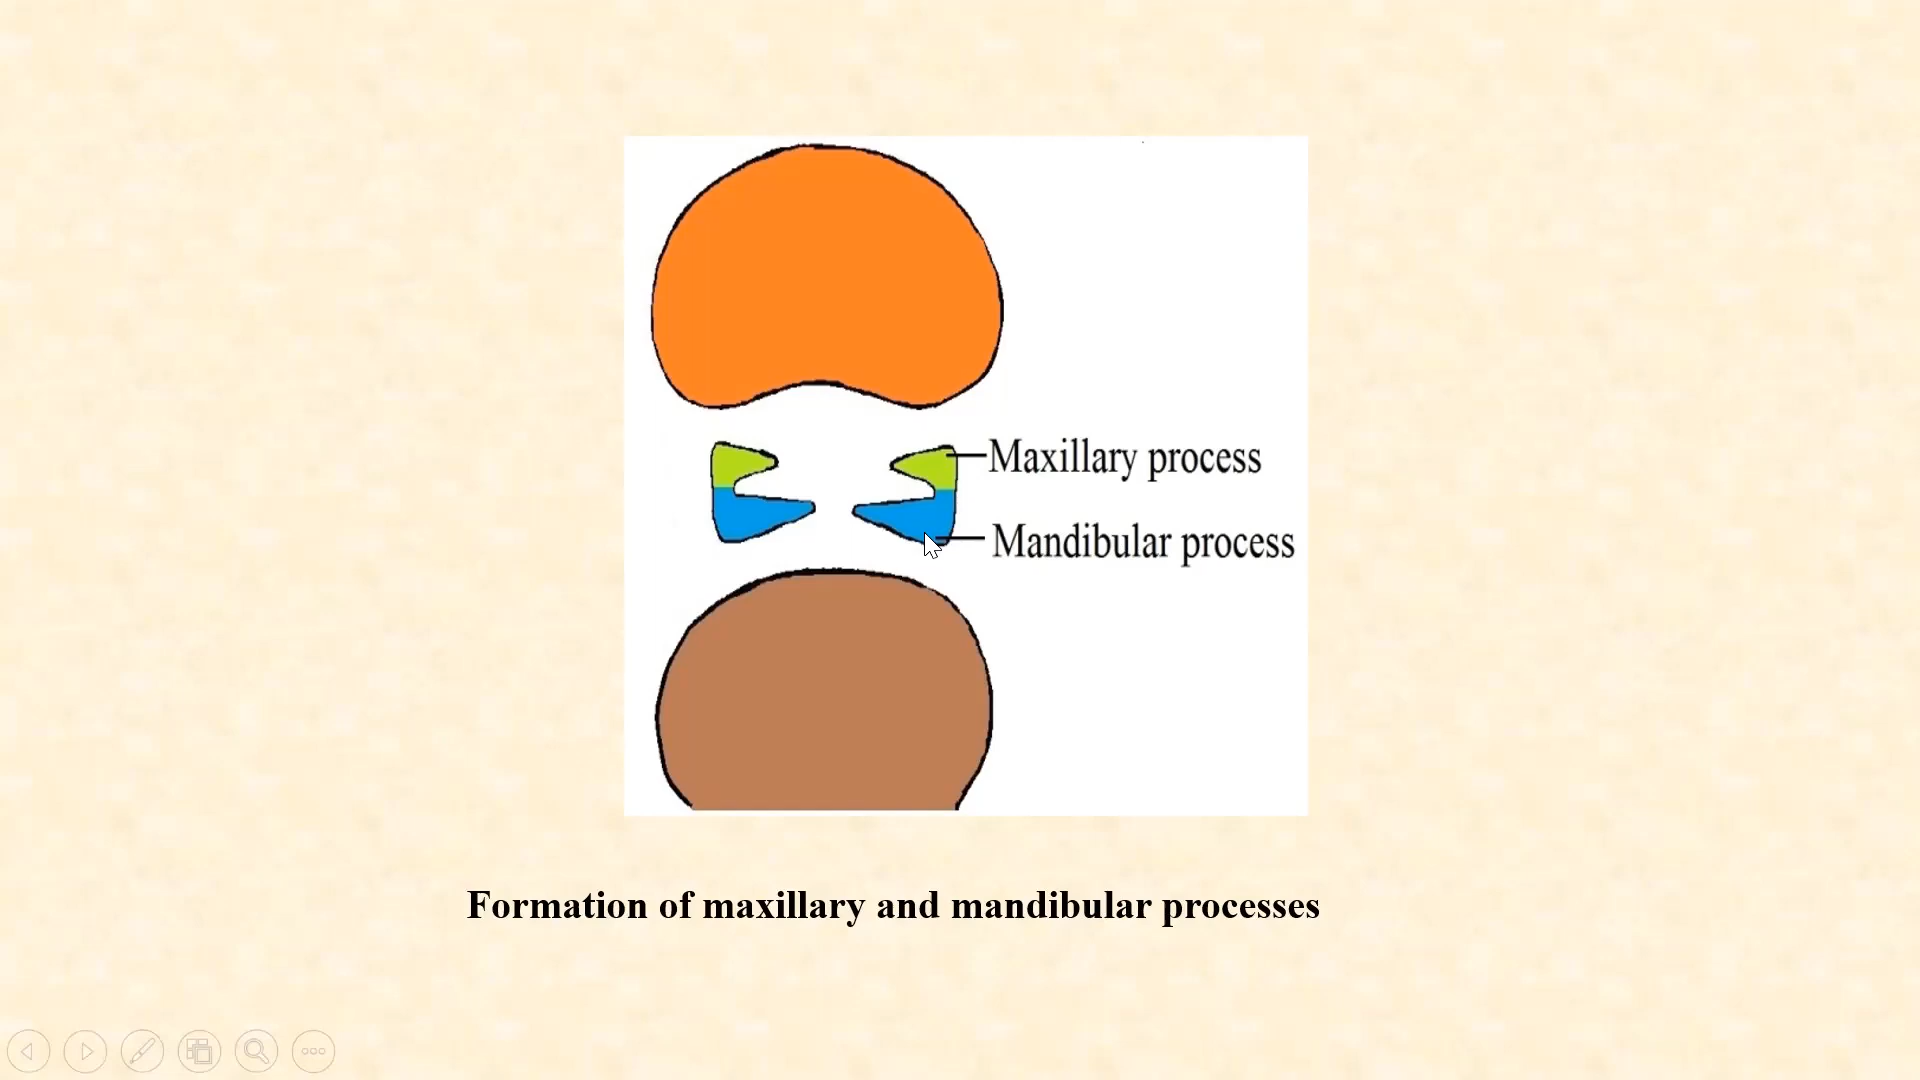 Maxillary process
Mandibular process
Formation of maxillary and mandibular processes